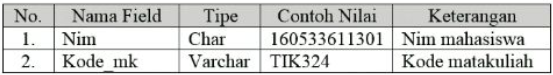 No. Nama Field Tipe Contoh Nilai Keterangan
1. Nim Char 160533611301 Nim mahasiswa
2. Kode_mk Varchar TIK324 Kode matakuliah